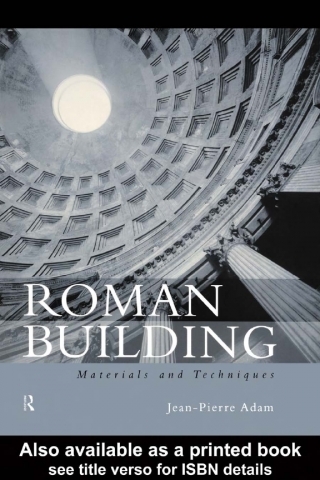 ROMAN
BUILDING
Materials and Techniques
R
Jean-Pierre Adam
Also available as a printed book
see title verso for ISBN details